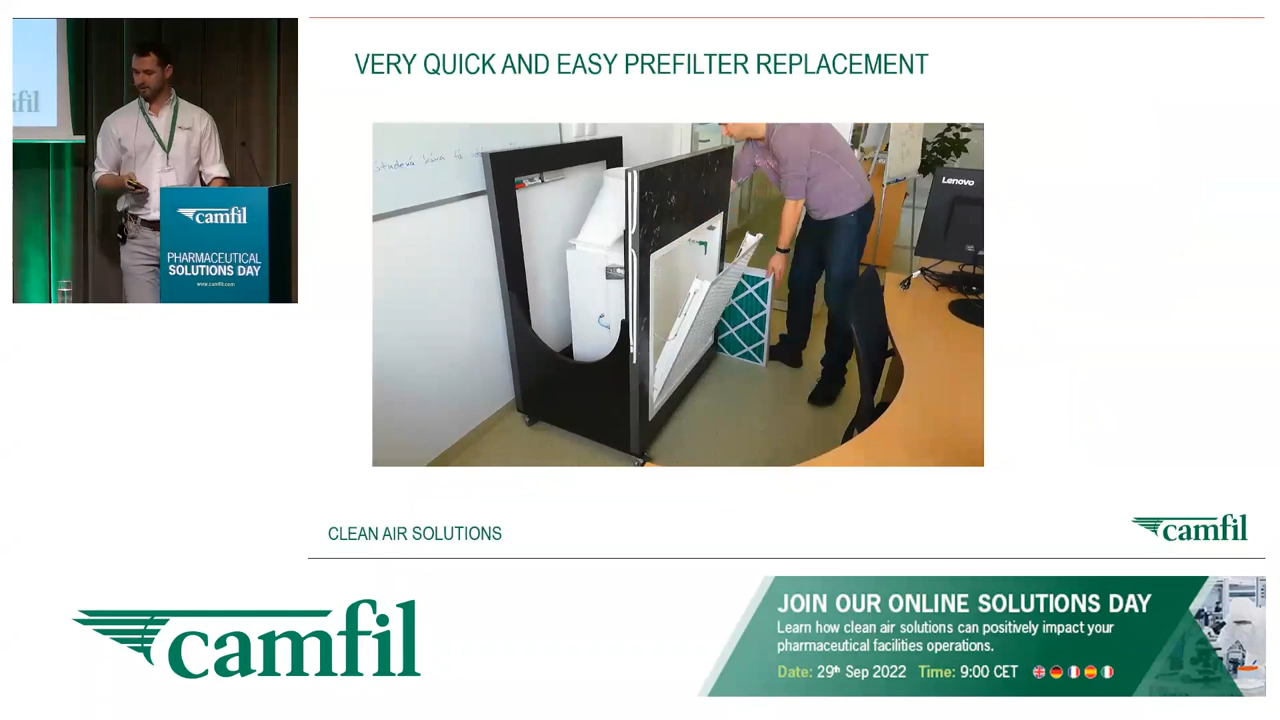 VERY QUICK AND EASY PREFILTER REPLACEMENT
fil
camfil
PHARMACEUTICAL
SOLUTIONS DAY
www.camfil.com
Lenovo
CLEAN AIR SOLUTIONS
camfil
camfil
JOIN OUR ONLINE SOLUTIONS DAY
Learn how clean air solutions can positively impact your
pharmaceutical facilities operations.
Date: 29th Sep 2022 Time: 9:00 CET